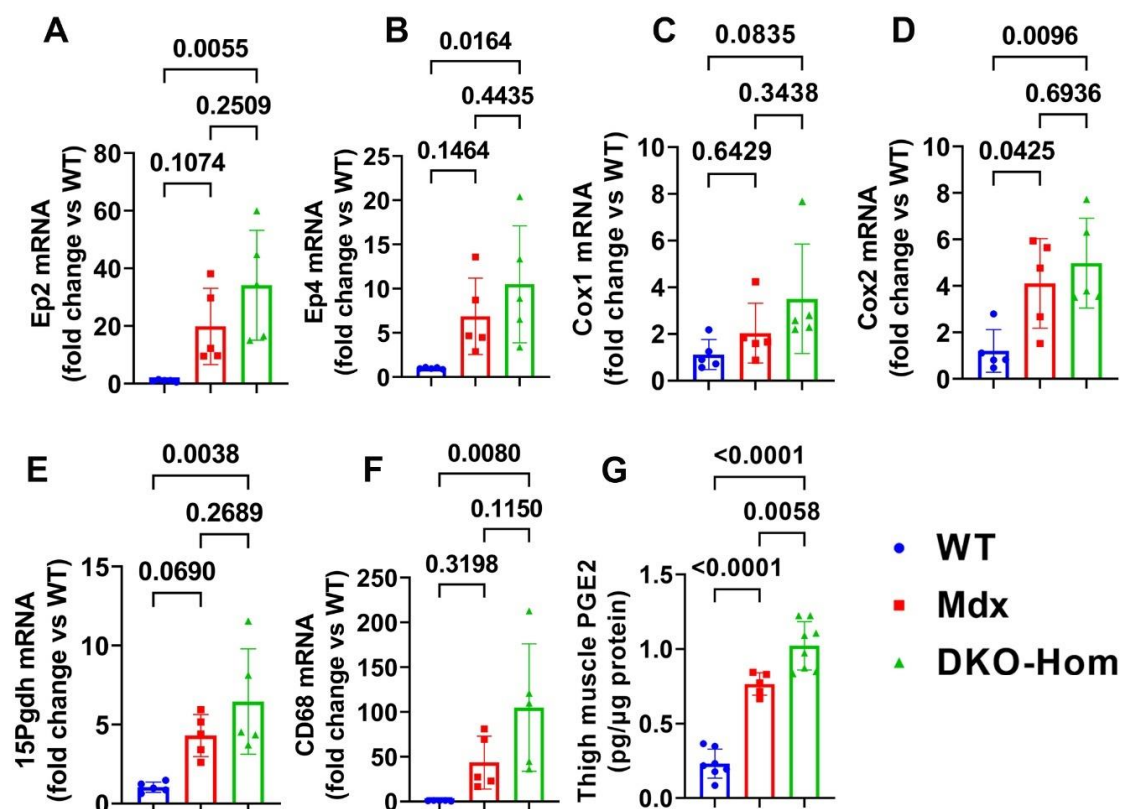 A
0.0055
0.2509
0.1074
Ep2 mRNA
(fold change vs WT)
80
60
40
20
0
B
0.0164
0.4435
0.1464
Ep4 mRNA
(fold change vs WT)
25
20
15
10
5
0
C
0.0835
0.3438
0.6429
Cox1 mRNA
(fold change vs WT)
10
8
6
4
2
0
D
0.0096
0.6936
0.0425
Cox2 mRNA
(fold change vs WT)
10
8
6
4
2
0
E
0.0038
0.2689
0.0690
15Pgdh mRNA
(fold change vs WT)
15
10
5
0
F
0.0080
0.1150
0.3198
CD68 mRNA
(fold change vs WT)
250
200
150
100
50
0
G
<0.0001
0.0058
<0.0001
Thigh muscle PGE2
(pg/µg protein)
1.5
1.0
0.5
0.0
WT
Mdx
DKO-Hom